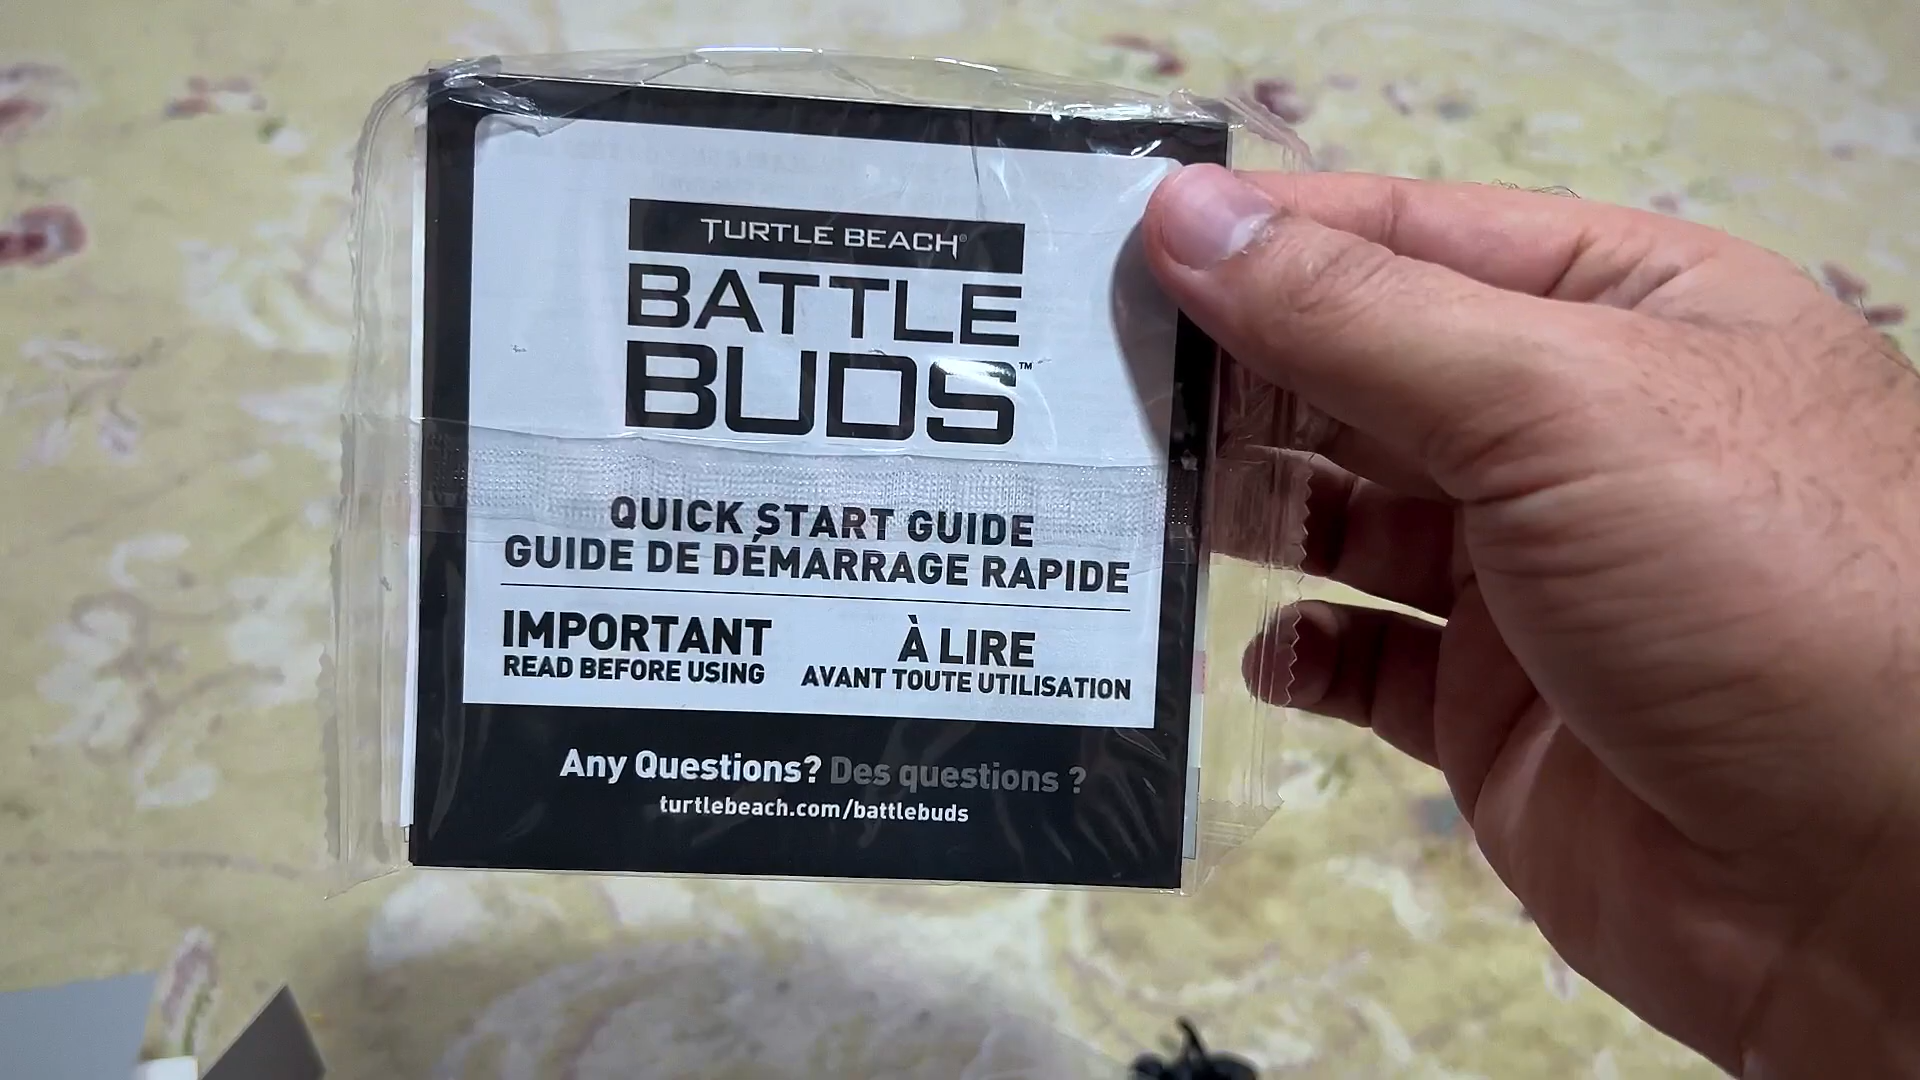 TURTLE BEACH®
BATTLE
BUDS™
QUICK START GUIDE
GUIDE DE DÉMARRAGE RAPIDE
IMPORTANT
READ BEFORE USING
À LIRE
AVANT TOUTE UTILISATION
Any Questions? Des questions ?
turtlebeach.com/battlebuds